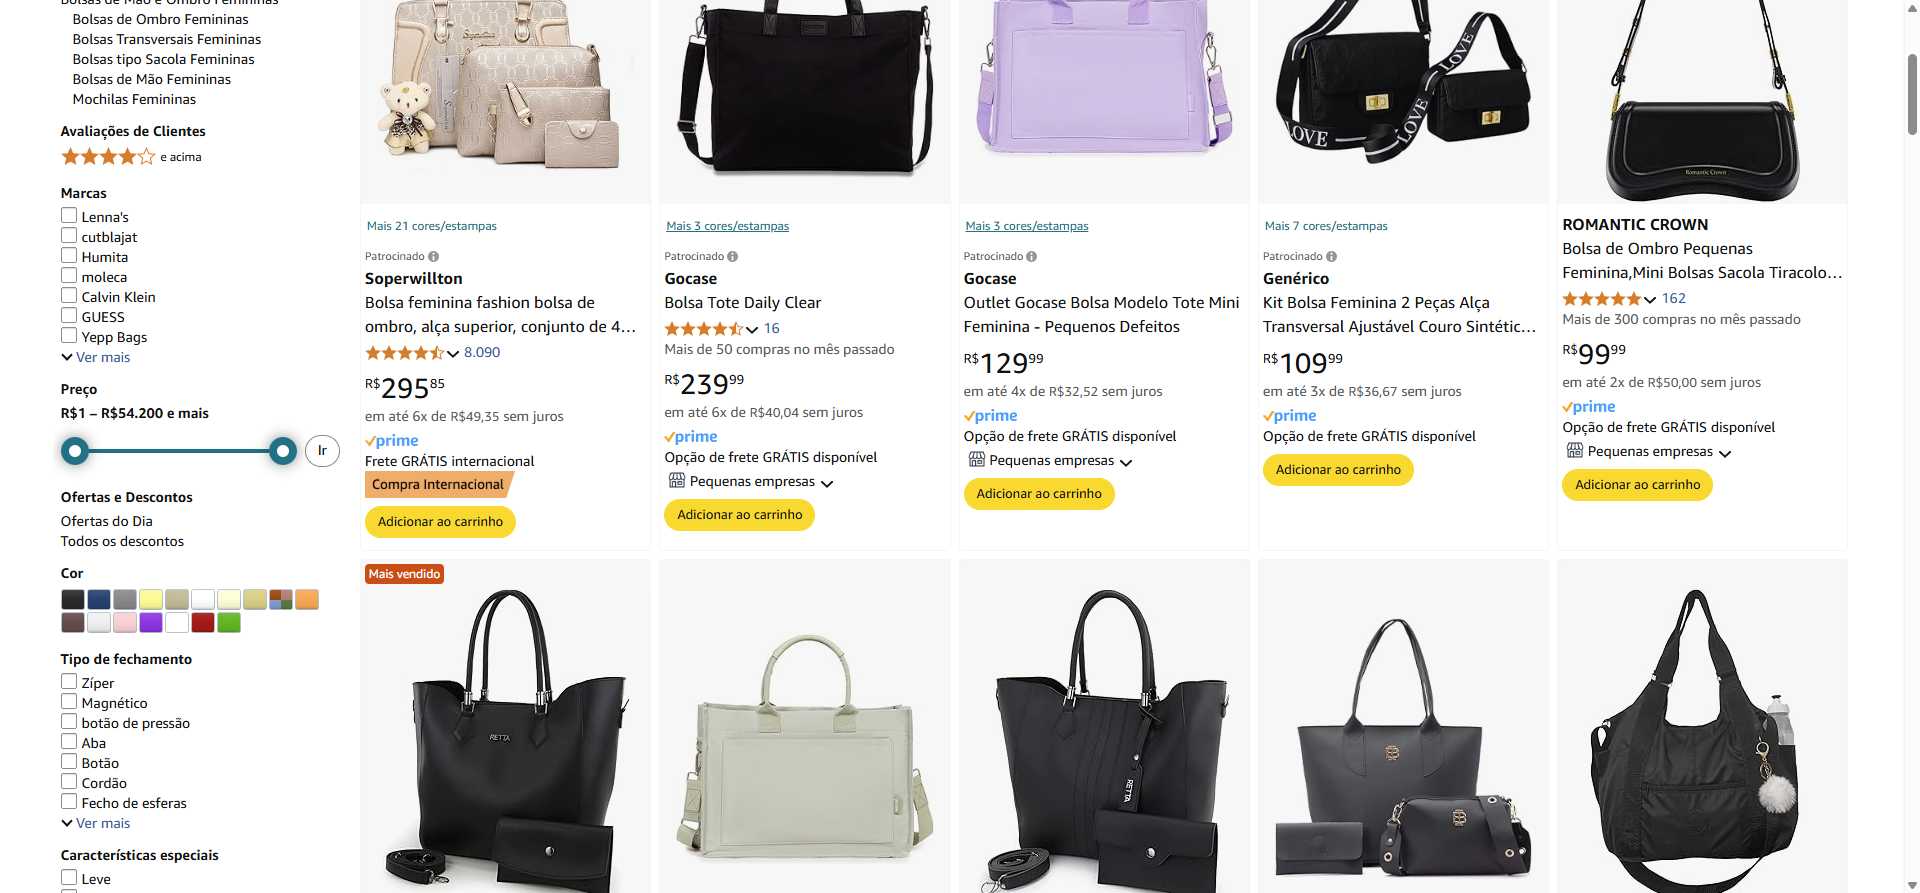 Bolsas de Mão e Ombro Femininas
Bolsas de Ombro Femininas
Bolsas Transversais Femininas
Bolsas tipo Sacola Femininas
Bolsas de Mão Femininas
Mochilas Femininas
Avaliações de Clientes
e acima
Marcas
Lenna's
cutblajat
Humita
moleca
Calvin Klein
GUESS
Yepp Bags
Ver mais
Preço
R$1 – R$54.200 e mais
Ir
Ofertas e Descontos
Ofertas do Dia
Todos os descontos
Cor
Tipo de fechamento
Zíper
Magnético
botão de pressão
Aba
Botão
Cordão
Fecho de esferas
Ver mais
Características especiais
Leve
Mais 21 cores/estampas
Patrocinado
Soperwillton
Bolsa feminina fashion bolsa de
ombro, alça superior, conjunto de 4…
8.090
R$29585
em até 6x de R$49,35 sem juros
prime
Frete GRÁTIS internacional
Compra Internacional
Adicionar ao carrinho
Mais 3 cores/estampas
Patrocinado
Gocase
Bolsa Tote Daily Clear
16
Mais de 50 compras no mês passado
R$23999
em até 6x de R$40,04 sem juros
prime
Opção de frete GRÁTIS disponível
Pequenas empresas
Adicionar ao carrinho
Mais 3 cores/estampas
Patrocinado
Gocase
Outlet Gocase Bolsa Modelo Tote Mini
Feminina - Pequenos Defeitos
R$12999
em até 4x de R$32,52 sem juros
prime
Opção de frete GRÁTIS disponível
Pequenas empresas
Adicionar ao carrinho
LOVE
LOVE
LOVE
Mais 7 cores/estampas
Patrocinado
Genérico
Kit Bolsa Feminina 2 Peças Alça
Transversal Ajustável Couro Sintétic…
R$10999
em até 3x de R$36,67 sem juros
prime
Opção de frete GRÁTIS disponível
Adicionar ao carrinho
Romantic Crown
ROMANTIC CROWN
Bolsa de Ombro Pequenas
Feminina,Mini Bolsas Sacola Tiracolo…
162
Mais de 300 compras no mês passado
R$9999
em até 2x de R$50,00 sem juros
prime
Opção de frete GRÁTIS disponível
Pequenas empresas
Adicionar ao carrinho
Mais vendido
RETTA
RETTA